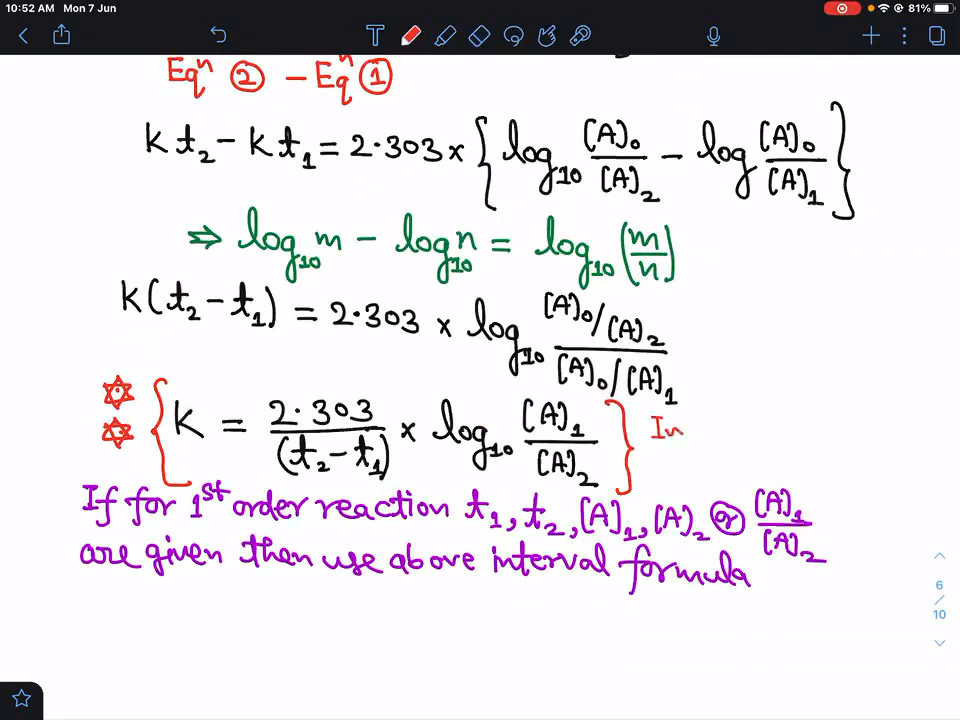 10:52 AM Mon 7 Jun 81%
Eqⁿ ② – Eqⁿ ①
Kt₂ – Kt₁ = 2.303 × { log₁₀ [A]₀/[A]₂ – log [A]₀/[A]₁ }
⇒ log₁₀ m – log₁₀ n = log₁₀ (m/n)
K(t₂ – t₁) = 2.303 × log₁₀ ([A]₀/[A]₂)/([A]₀/[A]₁)
{ K = 2.303/(t₂ – t₁) × log₁₀ [A]₁/[A]₂ } In
If for 1st order reaction t₁, t₂, [A]₁, [A]₂ or [A]₁/[A]₂
are given then use above interval formula
6
/
10